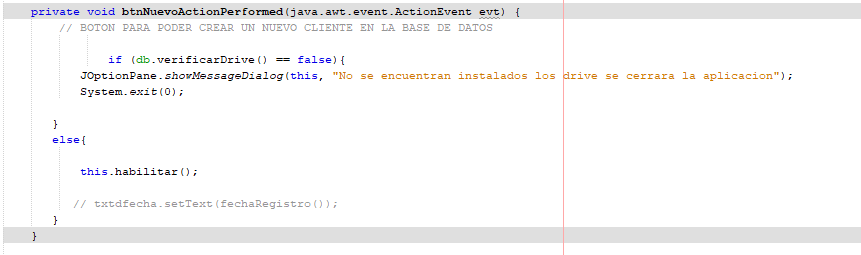 private void btnNuevoActionPerformed(java.awt.event.ActionEvent evt) {
// BOTON PARA PODER CREAR UN NUEVO CLIENTE EN LA BASE DE DATOS
if (db.verificarDrive() == false){
JOptionPane.showMessageDialog(this, "No se encuentran instalados los drive se cerrara la aplicacion");
System.exit(0);
}
else{
this.habilitar();
// txtdfecha.setText(fechaRegistro());
}
}